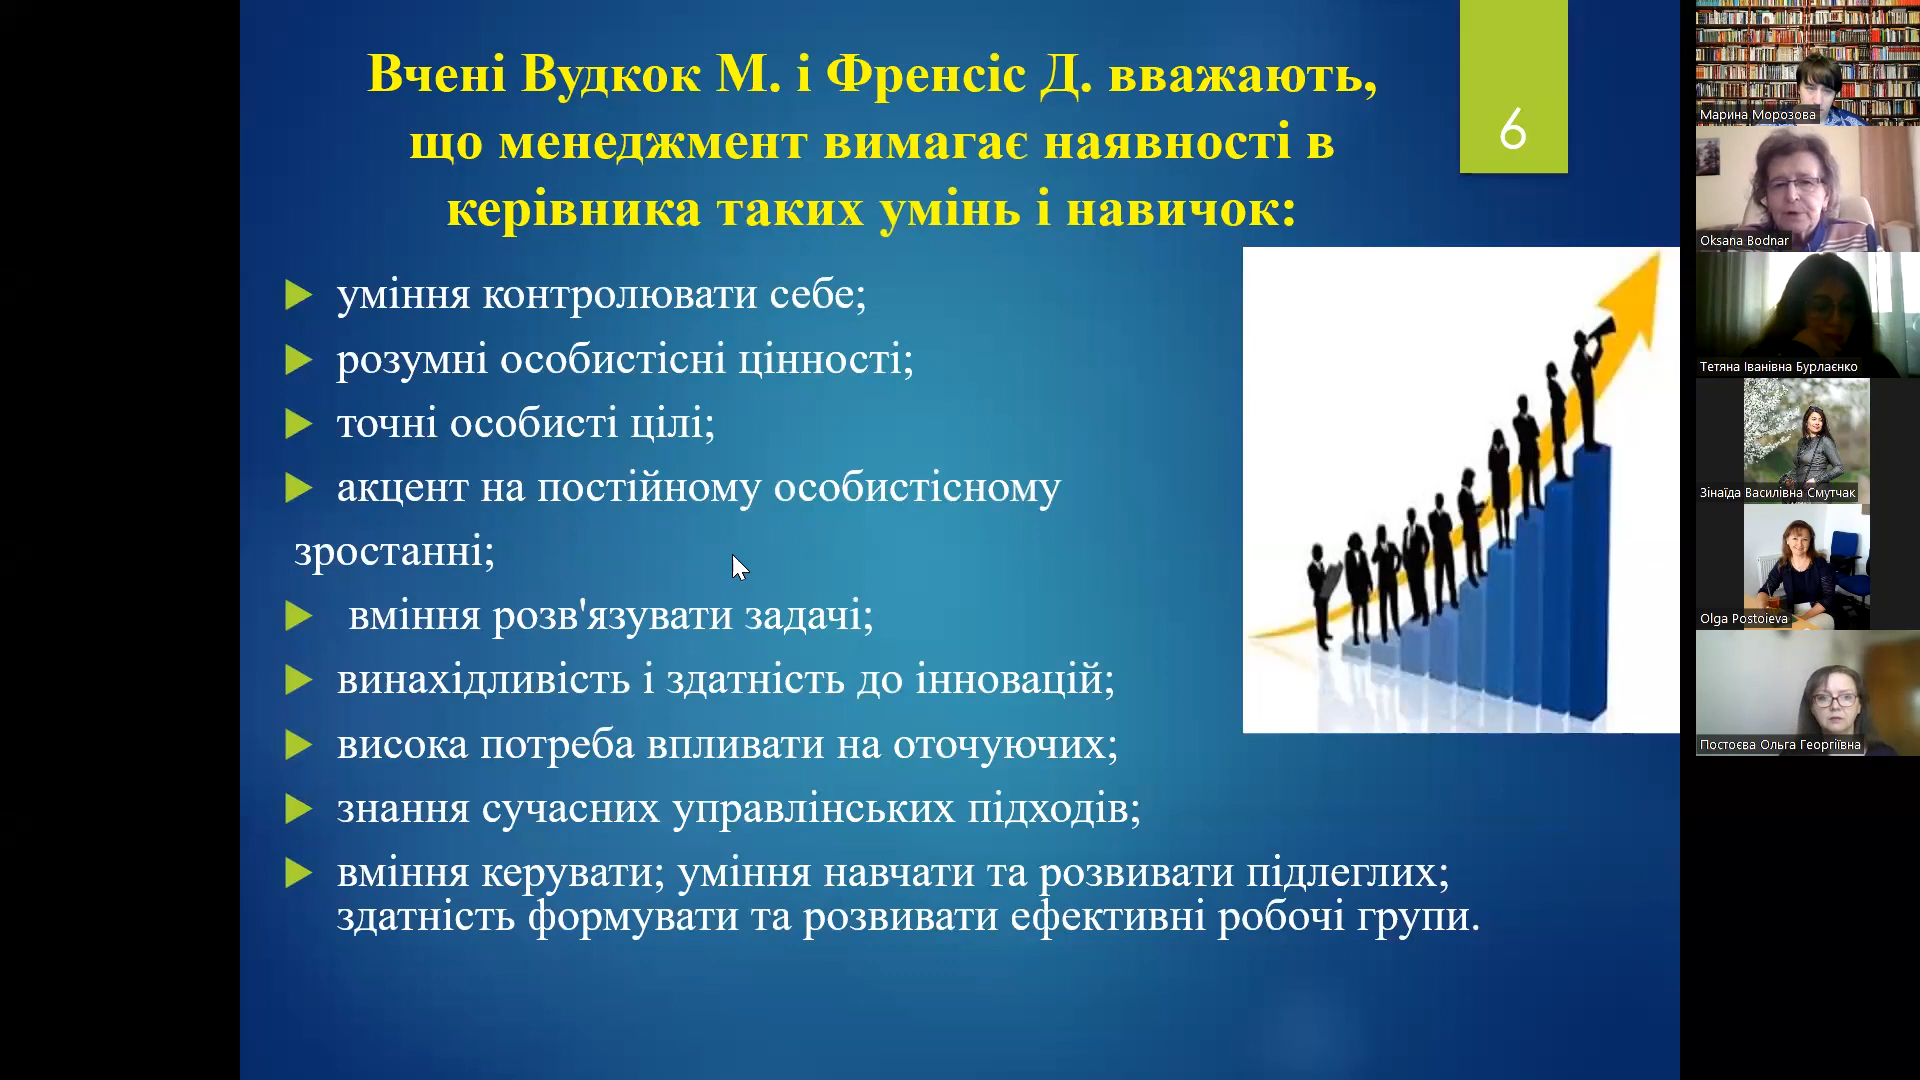 Вчені Вудкок М. і Френсіс Д. вважають,
що менеджмент вимагає наявності в
керівника таких умінь і навичок:
6
уміння контролювати себе;
розумні особистісні цінності;
точні особисті цілі;
акцент на постійному особистісному
зростанні;
вміння розв'язувати задачі;
винахідливість і здатність до інновацій;
висока потреба впливати на оточуючих;
знання сучасних управлінських підходів;
вміння керувати; уміння навчати та розвивати підлеглих;
здатність формувати та розвивати ефективні робочі групи.
Марина Морозова
Oksana Bodnar
Тетяна Іванівна Бурлаєнко
Зінаїда Василівна Смутчак
Olga Postoieva
Постоєва Ольга Георгіївна